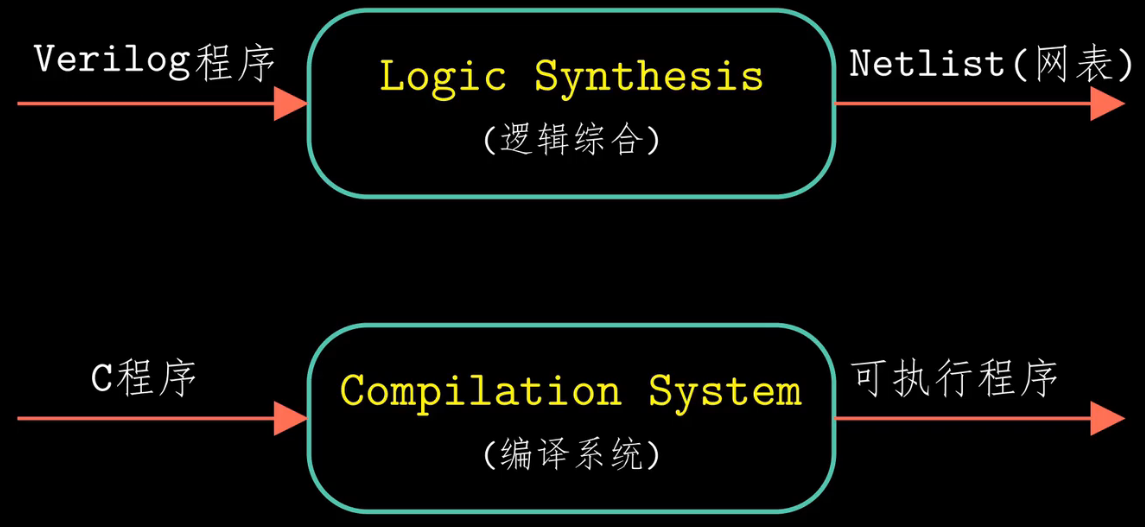 Verilog程序
Logic Synthesis
(逻辑综合)
Netlist(网表)
C程序
Compilation System
(编译系统)
可执行程序